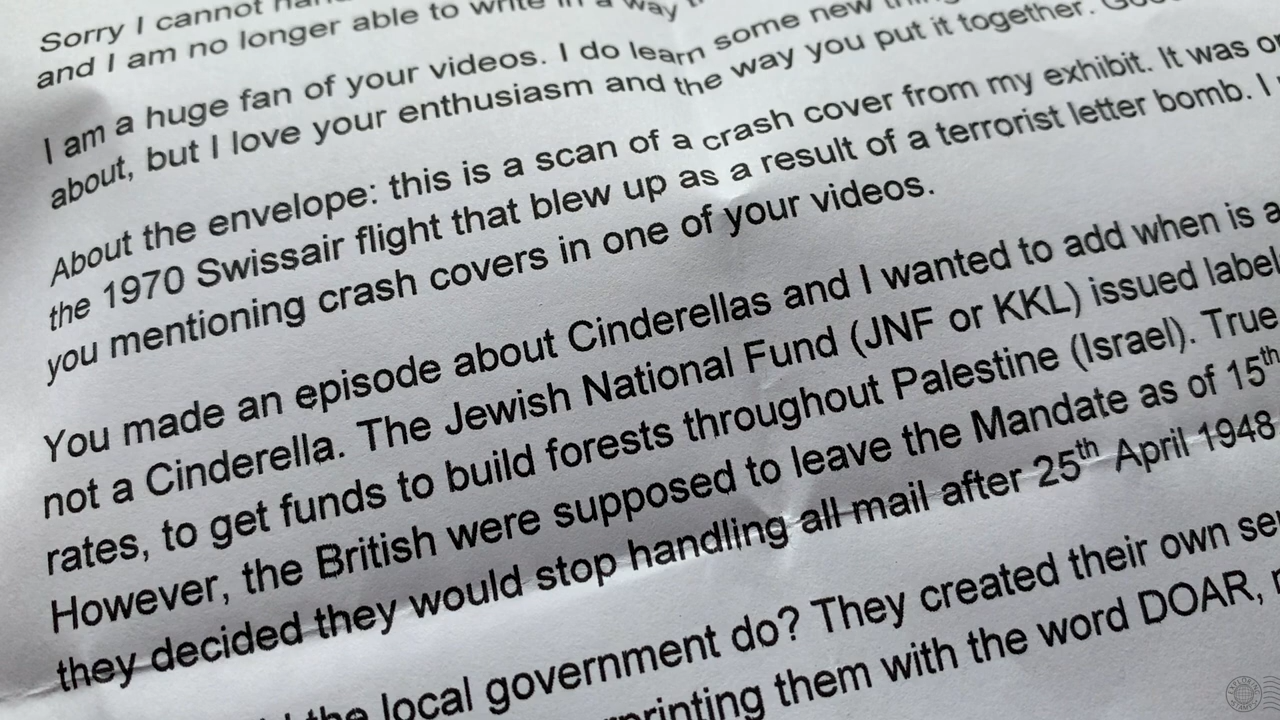 Sorry I cannot
and I am no longer able to write in a way
I am a huge fan of your videos. I do learn some new
about, but I love your enthusiasm and the way you put it together.
About the envelope: this is a scan of a crash cover from my exhibit. It was
the 1970 Swissair flight that blew up as a result of a terrorist letter bomb. I
you mentioning crash covers in one of your videos.
You made an episode about Cinderellas and I wanted to add when is a
not a Cinderella. The Jewish National Fund (JNF or KKL) issued label
rates, to get funds to build forests throughout Palestine (Israel). True
However, the British were supposed to leave the Mandate as of 15th
they decided they would stop handling all mail after 25th April 1948
the local government do? They created their own se
printing them with the word DOAR,